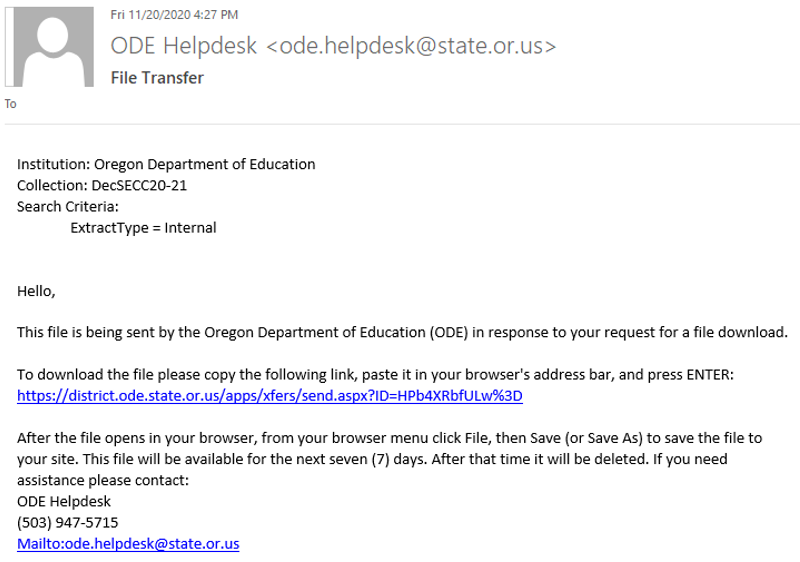 Fri 11/20/2020 4:27 PM
ODE Helpdesk <ode.helpdesk@state.or.us>
File Transfer
To
Institution: Oregon Department of Education
Collection: DecSECC20-21
Search Criteria:
ExtractType = Internal
Hello,
This file is being sent by the Oregon Department of Education (ODE) in response to your request for a file download.
To download the file please copy the following link, paste it in your browser's address bar, and press ENTER:
https://district.ode.state.or.us/apps/xfers/send.aspx?ID=HPb4XRbfULw%3D
After the file opens in your browser, from your browser menu click File, then Save (or Save As) to save the file to
your site. This file will be available for the next seven (7) days. After that time it will be deleted. If you need
assistance please contact:
ODE Helpdesk
(503) 947-5715
Mailto:ode.helpdesk@state.or.us